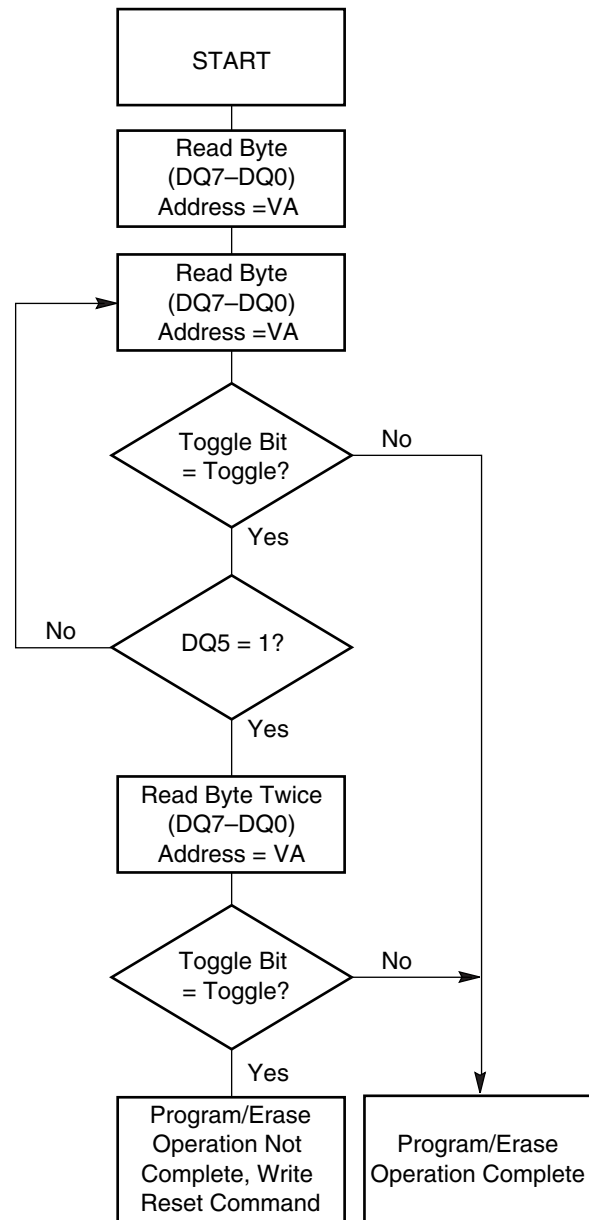 START
Read Byte
(DQ7–DQ0)
Address =VA
Read Byte
(DQ7–DQ0)
Address =VA
Toggle Bit
= Toggle?
No
Yes
No
DQ5 = 1?
Yes
Read Byte Twice
(DQ7–DQ0)
Address = VA
Toggle Bit
= Toggle?
No
Yes
Program/Erase
Operation Not
Complete, Write
Reset Command
Program/Erase
Operation Complete